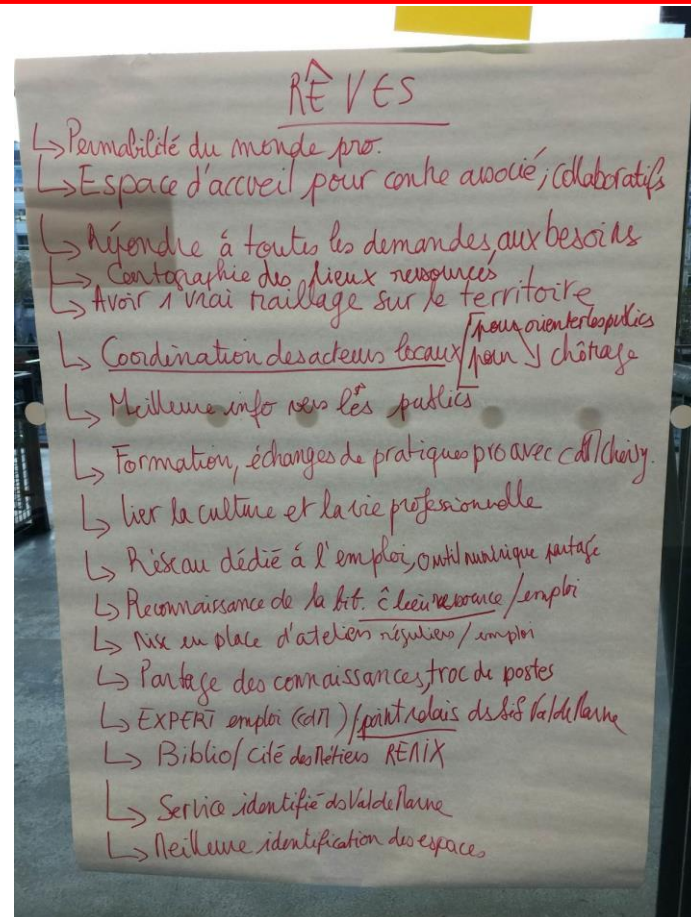 RÊVES
↳ Permabilité du monde pro.
↳ Espace d'accueil pour contre associé, collaboratifs
↳ Répondre à toutes les demandes, aux besoins
↳ Cartographie des lieux ressources
↳ Avoir 1 vrai maillage sur le territoire
↳ Coordination des acteurs locaux [pour orienter les publics
pour ↘ chômage
↳ Meilleure info vers les publics
↳ Formation, échanges de pratiques pro avec cdM Choisy.
↳ lier la culture et la vie professionnelle
↳ Réseau dédié à l'emploi, outil numérique partagé
↳ Reconnaissance de la bib. ĉ lieu ressource / emploi
↳ Mise en place d'ateliers réguliers / emploi
↳ Partage des connaissances, troc de postes
↳ EXPERT emploi (cdM) / point relais ds bib Val de Marne
↳ Biblio / cité des Métiers REMIX
↳ Service identifié ds Val de Marne
↳ Meilleure identification des espaces